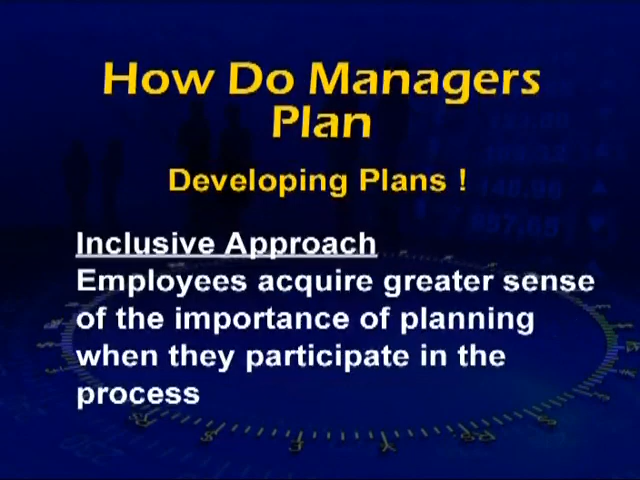 How Do Managers
Plan
Developing Plans !
Inclusive Approach
Employees acquire greater sense
of the importance of planning
when they participate in the
process